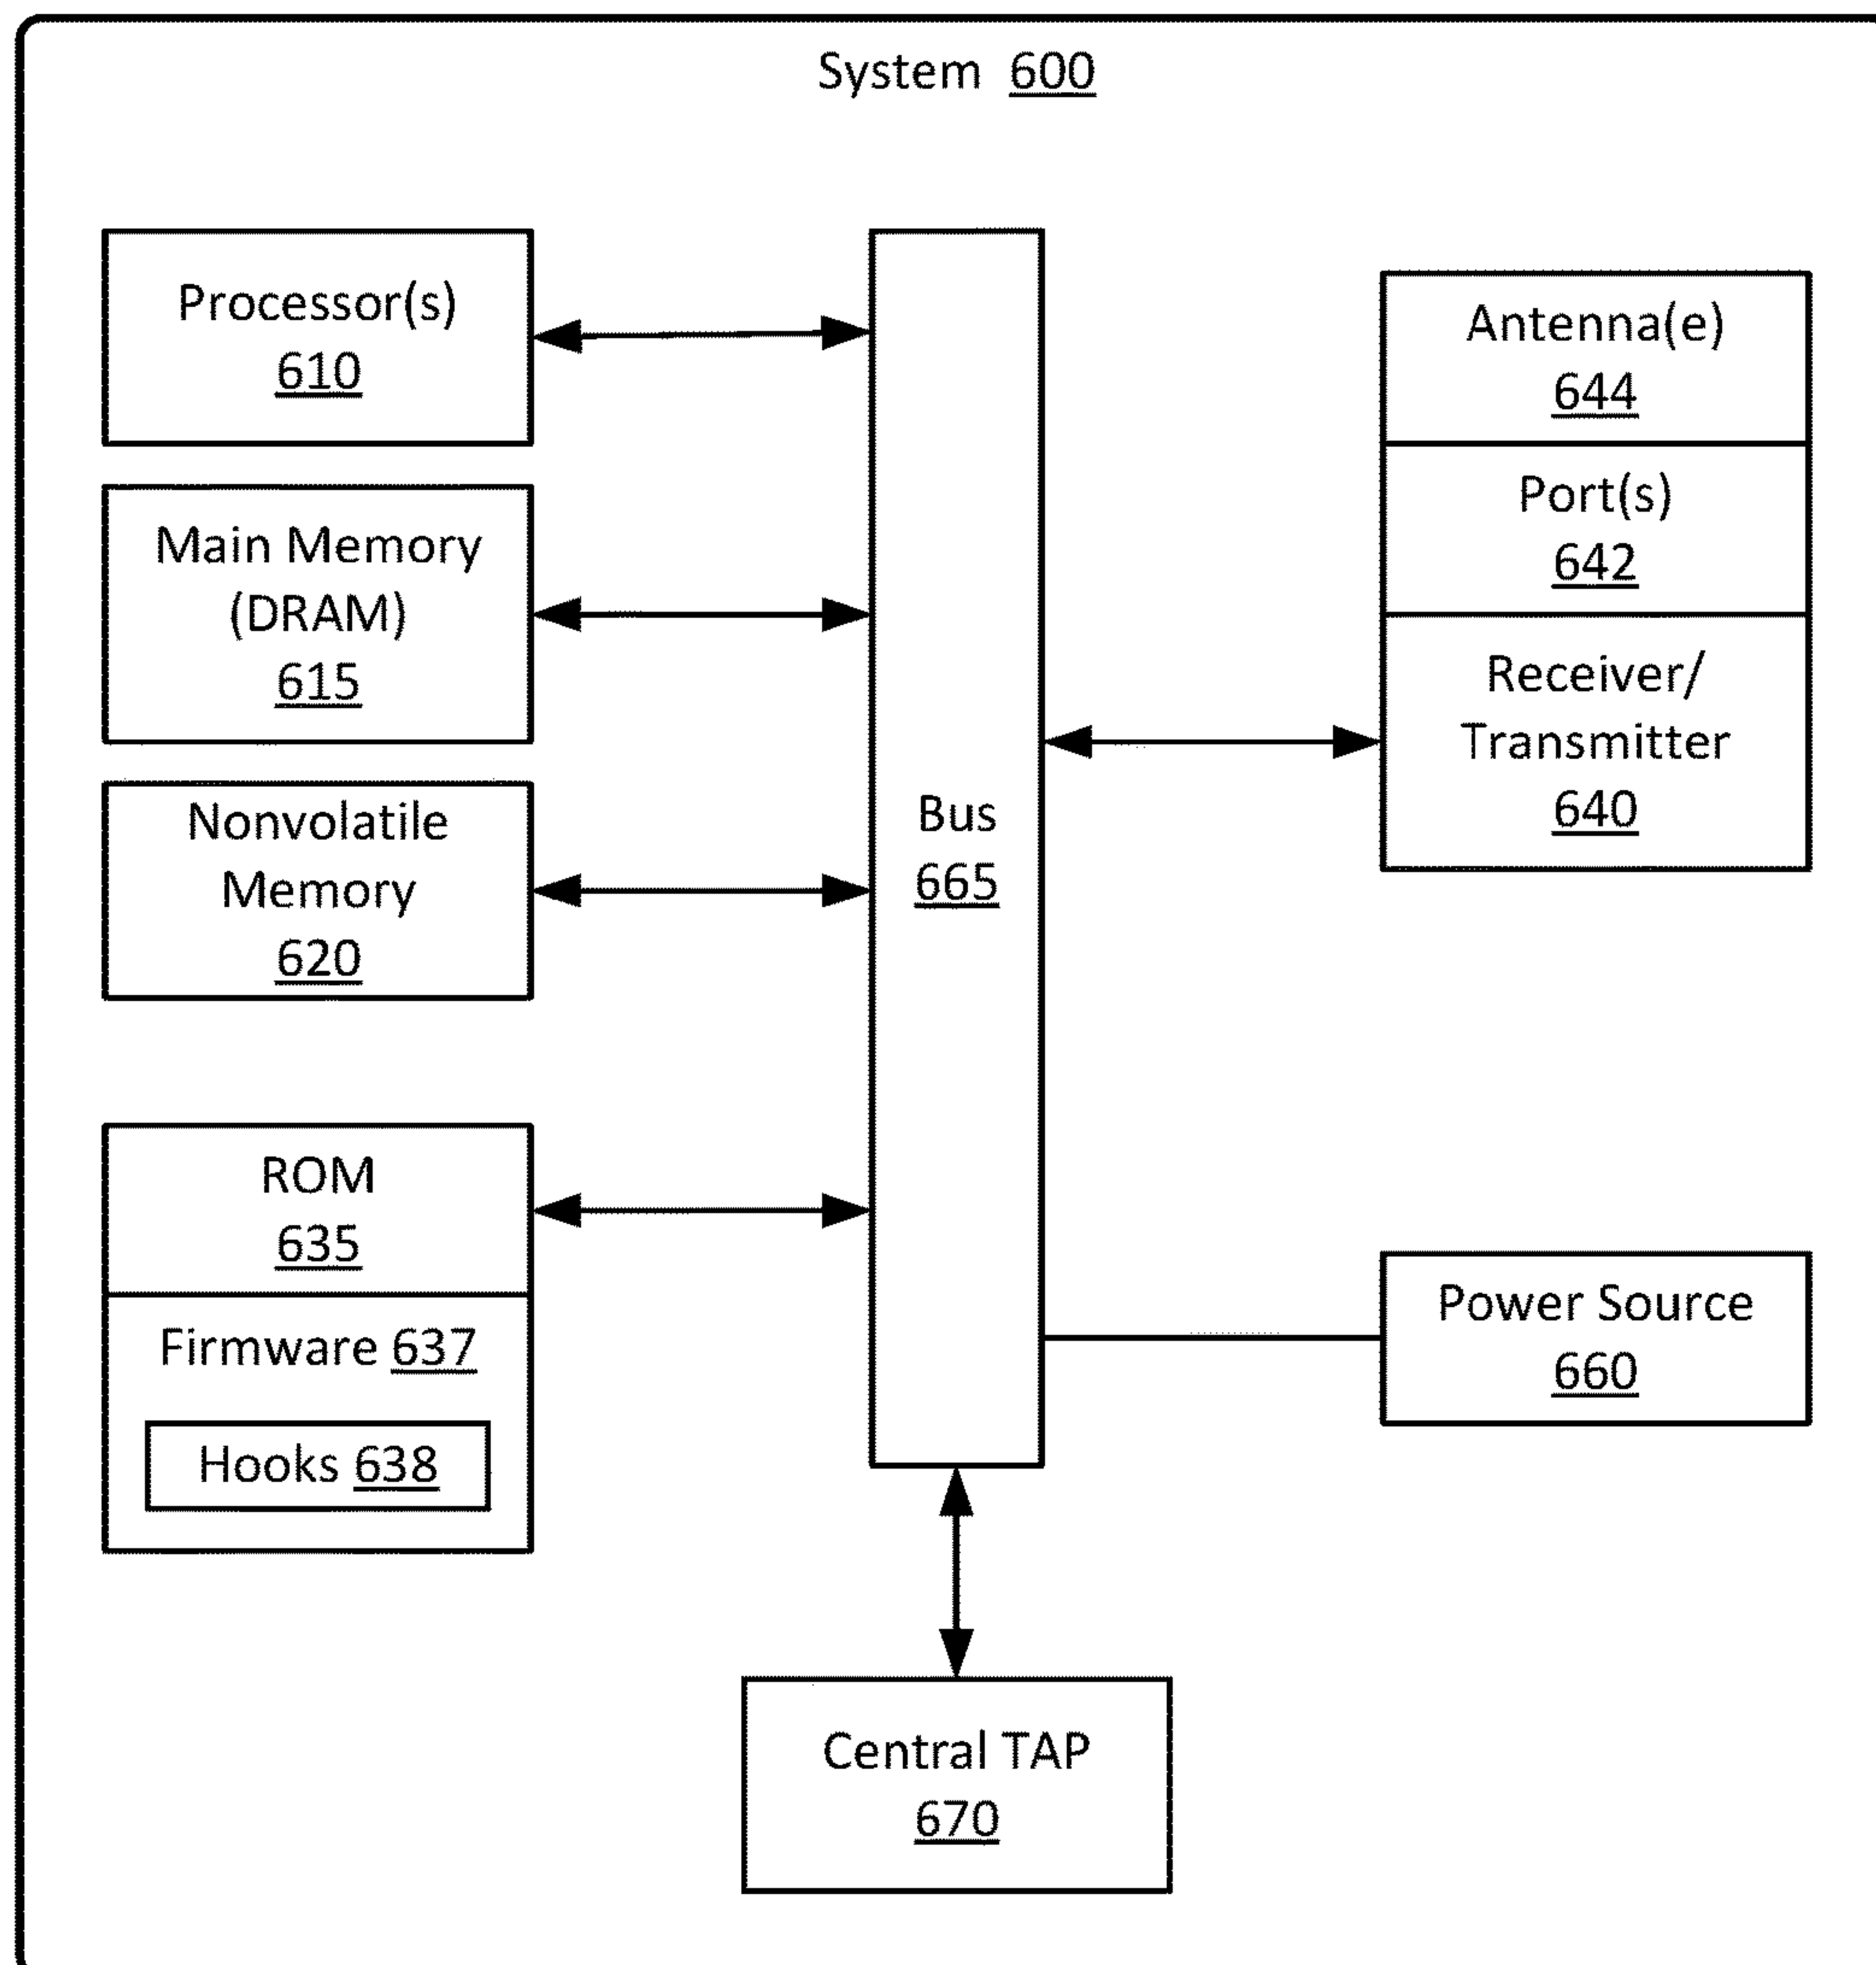 System 600
Processor(s)
610
Main Memory
(DRAM)
615
Nonvolatile
Memory
620
ROM
635
Firmware 637
Hooks 638
Bus
665
Antenna(e)
644
Port(s)
642
Receiver/
Transmitter
640
Power Source
660
Central TAP
670